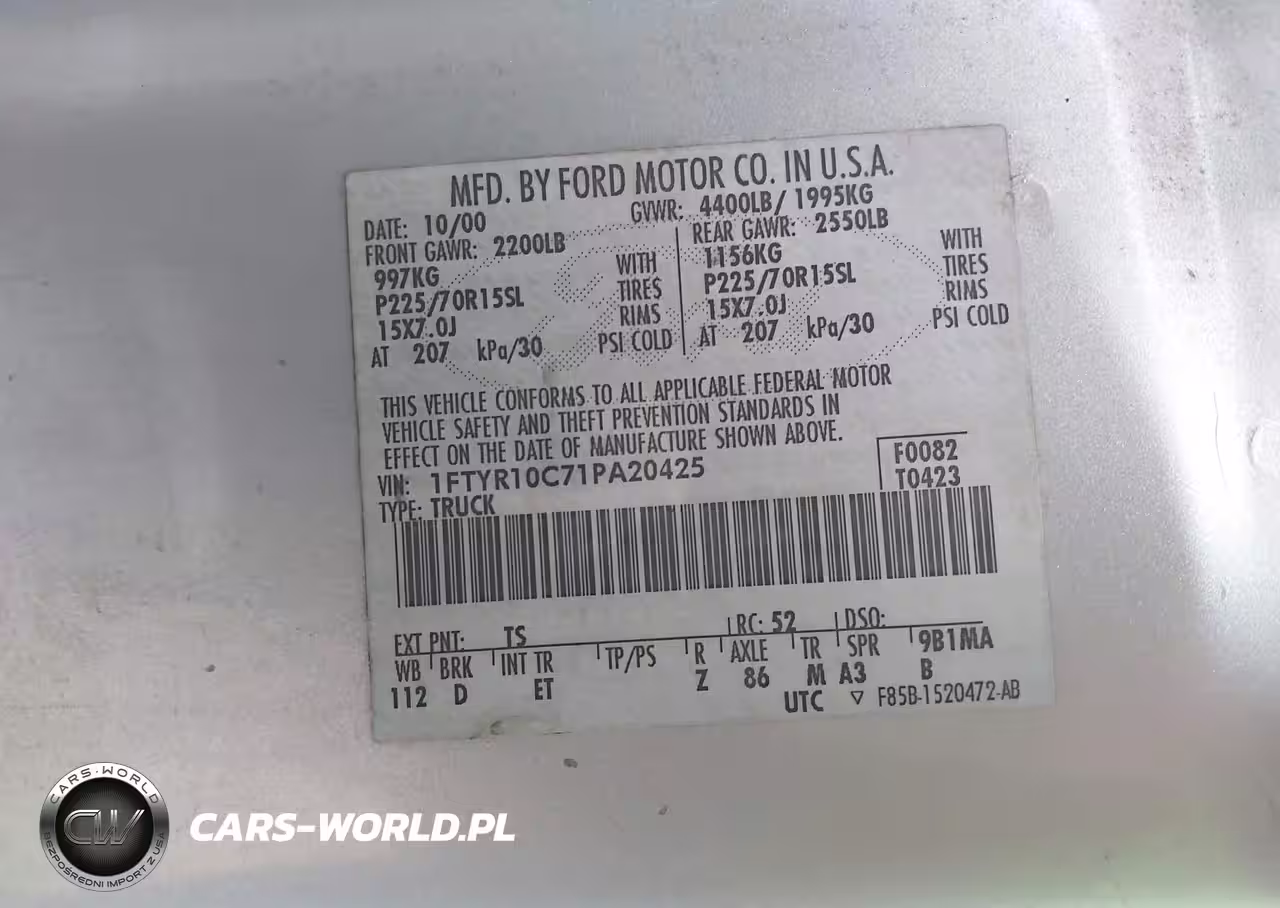 MFD. BY FORD MOTOR CO. IN U.S.A.
DATE: 10/00 GVWR: 4400LB/ 1995KG
FRONT GAWR: 2200LB REAR GAWR: 2550LB
997KG WITH 1156KG WITH
P225/70R15SL TIRES P225/70R15SL TIRES
15X7.0J RIMS 15X7.0J RIMS
AT 207 kPa/30 PSI COLD AT 207 kPa/30 PSI COLD
THIS VEHICLE CONFORMS TO ALL APPLICABLE FEDERAL MOTOR
VEHICLE SAFETY AND THEFT PREVENTION STANDARDS IN
EFFECT ON THE DATE OF MANUFACTURE SHOWN ABOVE.
VIN: 1FTYR10C71PA20425 F0082
TYPE: TRUCK T0423
EXT PNT: TS RC: 52 DSO:
WB BRK INT TR TP/PS R AXLE TR SPR 9B1MA
112 D ET Z 86 M A3 B
UTC ▽ F85B-1520472-AB
CARS-WORLD
CW
BEZPOŚREDNI IMPORT Z USA
CARS-WORLD.PL